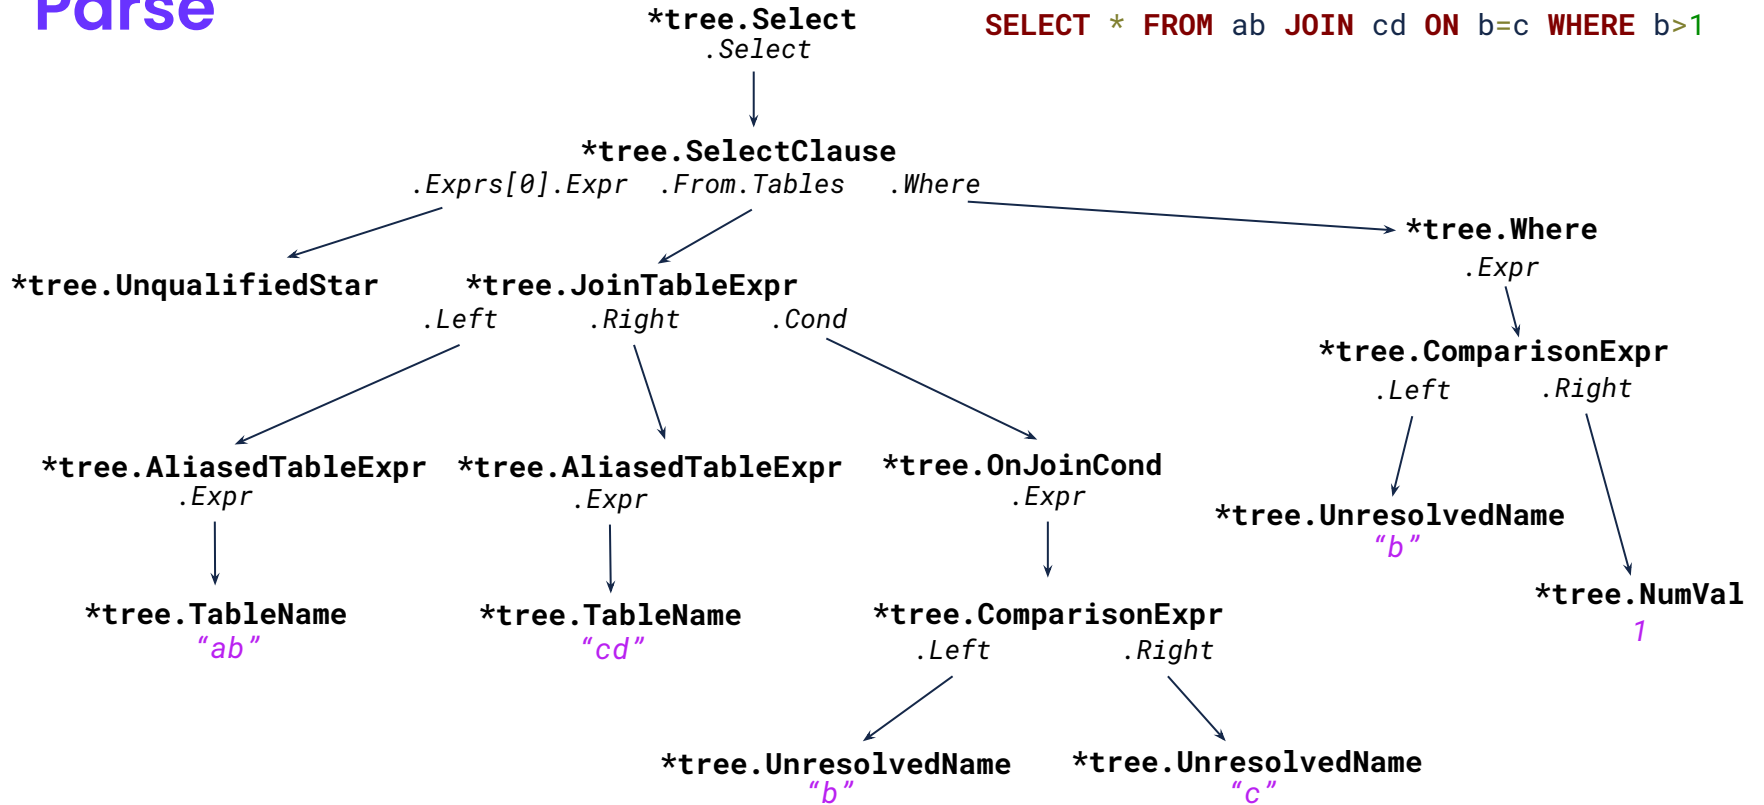 Parse
*tree.Select
SELECT * FROM ab JOIN cd ON b=c WHERE b>1
.Select
*tree.SelectClause
.Exprs[0].Expr .From.Tables .Where
*tree.Where
.Expr
*tree.UnqualifiedStar *tree.JoinTableExpr
.Left .Right .Cond
*tree.ComparisonExpr
.Left .Right
*tree.AliasedTableExpr *tree.AliasedTableExpr *tree.OnJoinCond
.Expr .Expr .Expr
*tree.UnresolvedName
“b”
*tree.NumVal
1
*tree.TableName *tree.TableName *tree.ComparisonExpr
“ab” “cd” .Left .Right
*tree.UnresolvedName *tree.UnresolvedName
“b” “c”